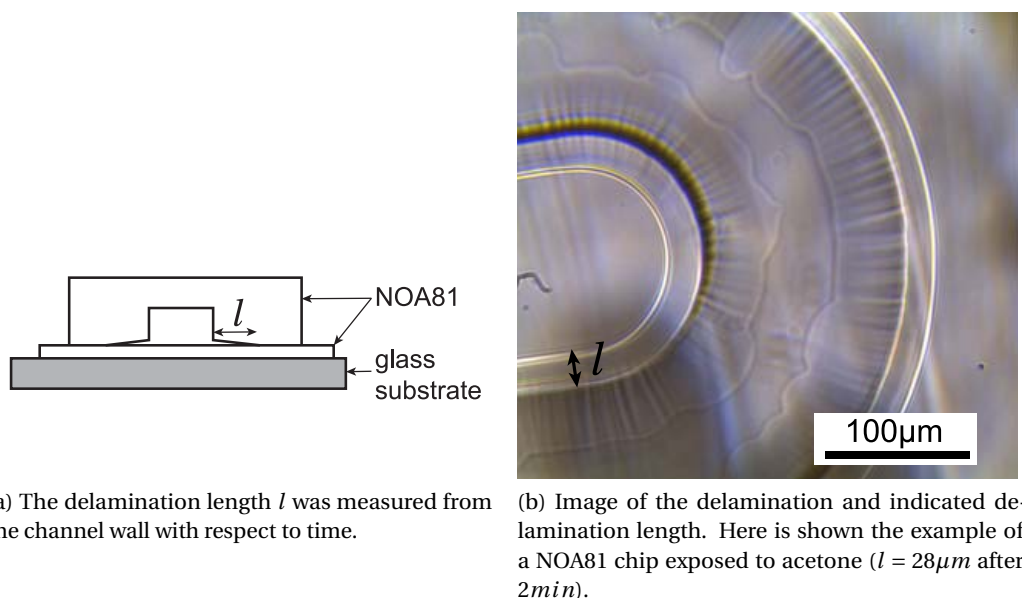 l
NOA81
glass
substrate
l
100µm
a) The delamination length l was measured from
he channel wall with respect to time.
(b) Image of the delamination and indicated de-
lamination length. Here is shown the example of
a NOA81 chip exposed to acetone (l = 28µm after
2min).